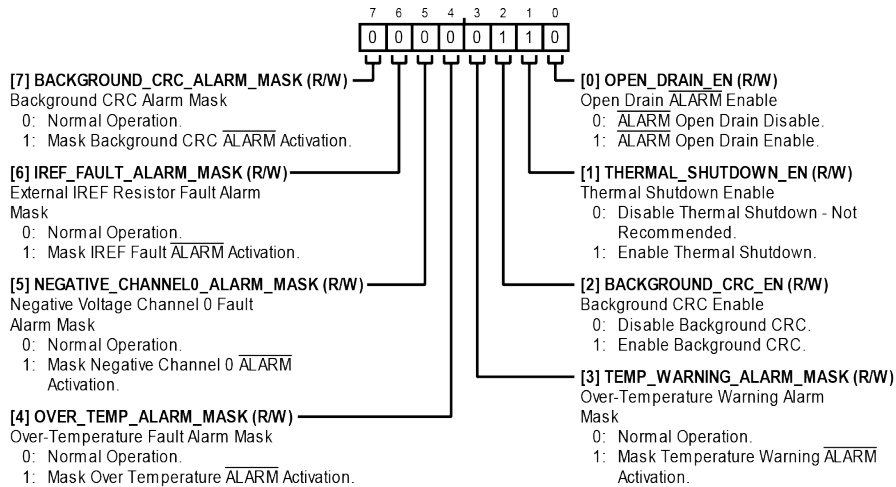 7 6 5 4 3 2 1 0
0 0 0 0 0 1 1 0
[7] BACKGROUND_CRC_ALARM_MASK (R/W)
Background CRC Alarm Mask
0: Normal Operation.
1: Mask Background CRC ALARM Activation.
[6] IREF_FAULT_ALARM_MASK (R/W)
External IREF Resistor Fault Alarm
Mask
0: Normal Operation.
1: Mask IREF Fault ALARM Activation.
[5] NEGATIVE_CHANNEL0_ALARM_MASK (R/W)
Negative Voltage Channel 0 Fault
Alarm Mask
0: Normal Operation.
1: Mask Negative Channel 0 ALARM
Activation.
[4] OVER_TEMP_ALARM_MASK (R/W)
Over-Temperature Fault Alarm Mask
0: Normal Operation.
1: Mask Over Temperature ALARM Activation.
[0] OPEN_DRAIN_EN (R/W)
Open Drain ALARM Enable
0: ALARM Open Drain Disable.
1: ALARM Open Drain Enable.
[1] THERMAL_SHUTDOWN_EN (R/W)
Thermal Shutdown Enable
0: Disable Thermal Shutdown - Not
Recommended.
1: Enable Thermal Shutdown.
[2] BACKGROUND_CRC_EN (R/W)
Background CRC Enable
0: Disable Background CRC.
1: Enable Background CRC.
[3] TEMP_WARNING_ALARM_MASK (R/W)
Over-Temperature Warning Alarm
Mask
0: Normal Operation.
1: Mask Temperature Warning ALARM
Activation.